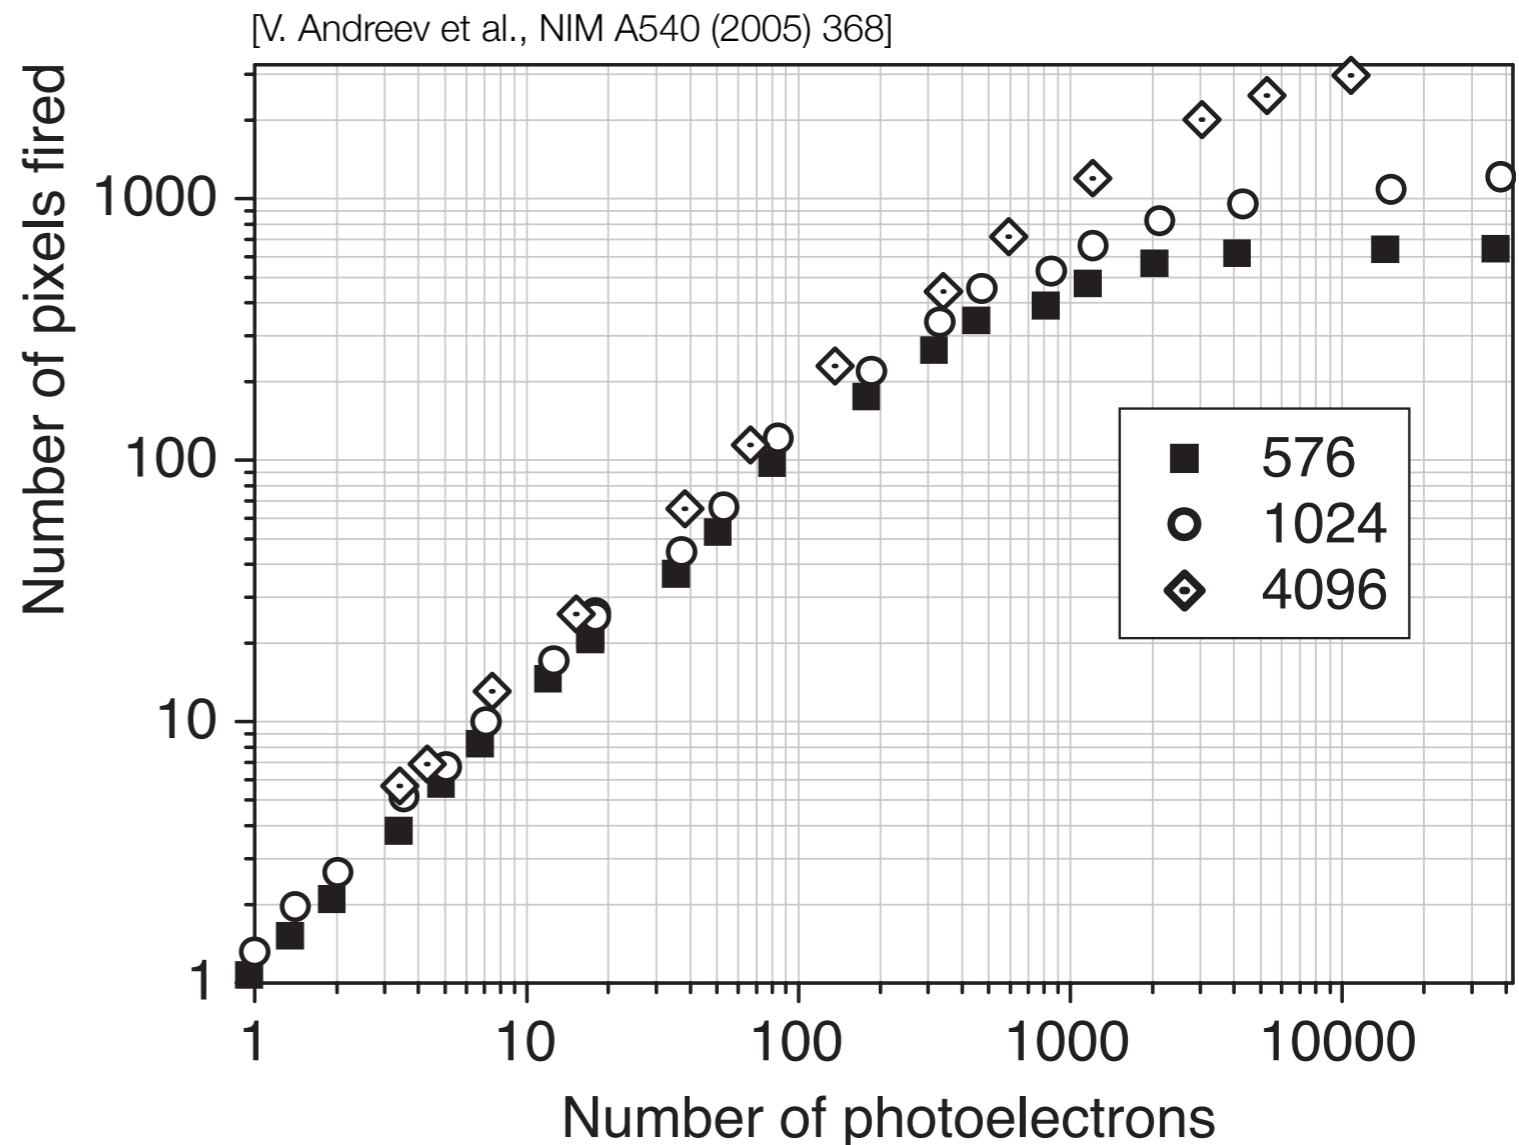 [V. Andreev et al., NIM A540 (2005) 368]
Number of pixels fired
1000
100
10
1
576
1024
4096
1 10 100 1000 10000
Number of photoelectrons